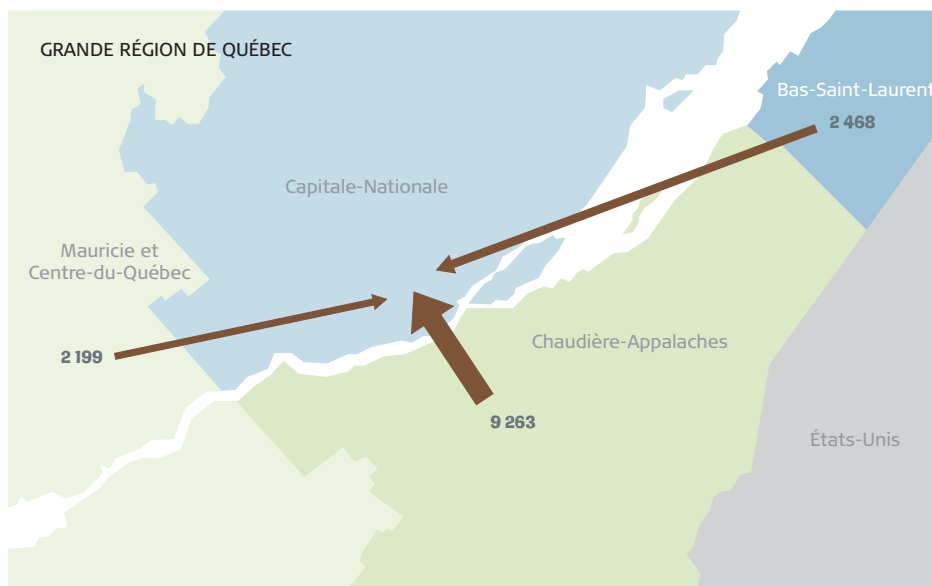 GRANDE RÉGION DE QUÉBEC
Bas-Saint-Laurent
2 468
Capitale-Nationale
Mauricie et
Centre-du-Québec
Chaudière-Appalaches
2 199
9 263
États-Unis